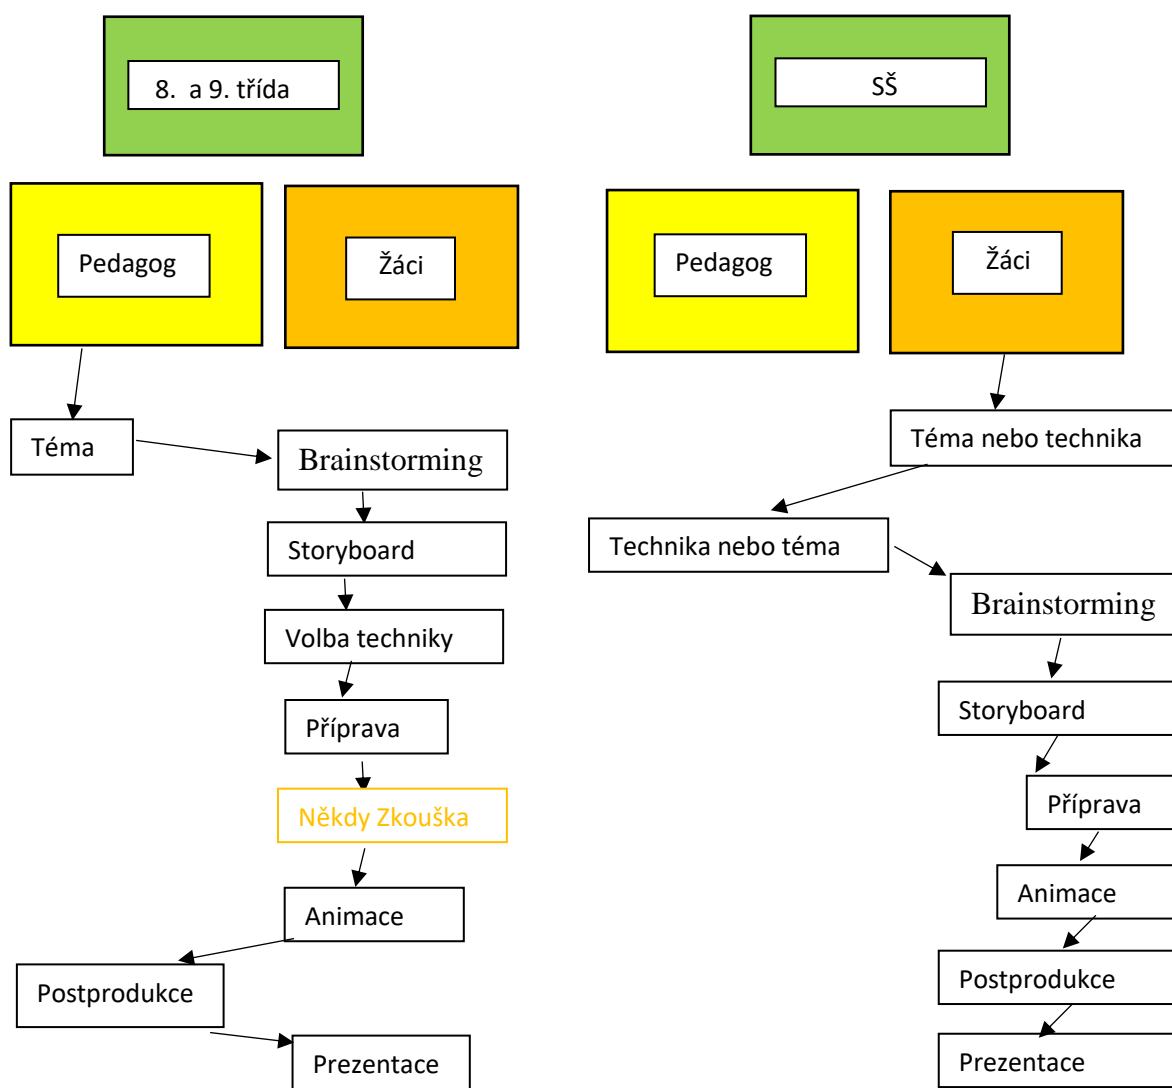 8.  a 9. třída
SŠ
Pedagog
Žáci
Pedagog
Žáci
Téma
Brainstorming
Storyboard
Volba techniky
Příprava
Někdy Zkouška
Animace
Postprodukce
Prezentace
Téma nebo technika
Technika nebo téma
Brainstorming
Storyboard
Příprava
Animace
Postprodukce
Prezentace